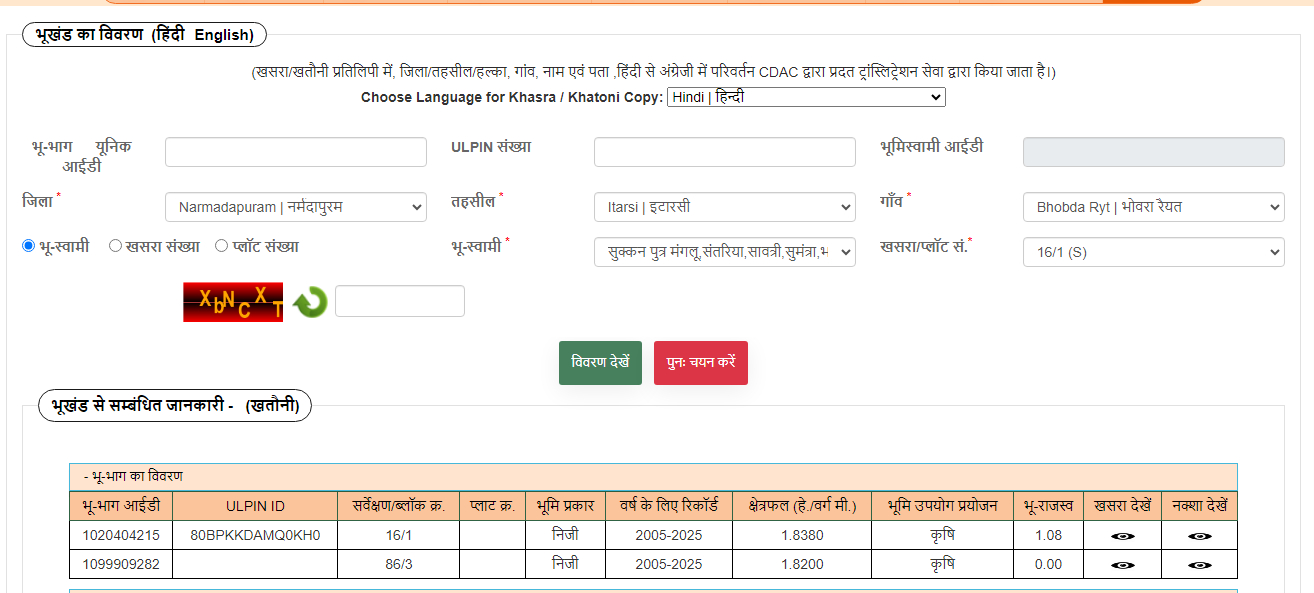 भूखंड का विवरण (हिंदी English)
(खसरा/खतौनी प्रतिलिपी में, जिला/तहसील/हल्का, गांव, नाम एवं पता ,हिंदी से अंग्रेजी में परिवर्तन CDAC द्वारा प्रदत ट्रांस्लिट्रेशन सेवा द्वारा किया जाता है।)
Choose Language for Khasra / Khatoni Copy: Hindi | हिन्दी
भू-भाग यूनिक आईडी ULPIN संख्या भूमिस्वामी आईडी
जिला * Narmadapuram | नर्मदापुरम तहसील * Itarsi | इटारसी गाँव * Bhobda Ryt | भोवरा रैयत
भू-स्वामी खसरा संख्या प्लॉट संख्या भू-स्वामी * सुक्कन पुत्र मंगलू,संतरिया,सावत्री,सुमंत्रा,भ खसरा/प्लॉट सं.* 16/1 (S)
XbNCXT
विवरण देखें पुनः चयन करें
भूखंड से सम्बंधित जानकारी - (खतौनी)
- भू-भाग का विवरण
भू-भाग आईडी ULPIN ID सर्वेक्षण/ब्लॉक क्र. प्लाट क्र. भूमि प्रकार वर्ष के लिए रिकॉर्ड क्षेत्रफल (हे./वर्ग मी.) भूमि उपयोग प्रयोजन भू-राजस्व खसरा देखें नक्शा देखें
1020404215 80BPKKDAMQ0KH0 16/1 निजी 2005-2025 1.8380 कृषि 1.08
1099909282 86/3 निजी 2005-2025 1.8200 कृषि 0.00